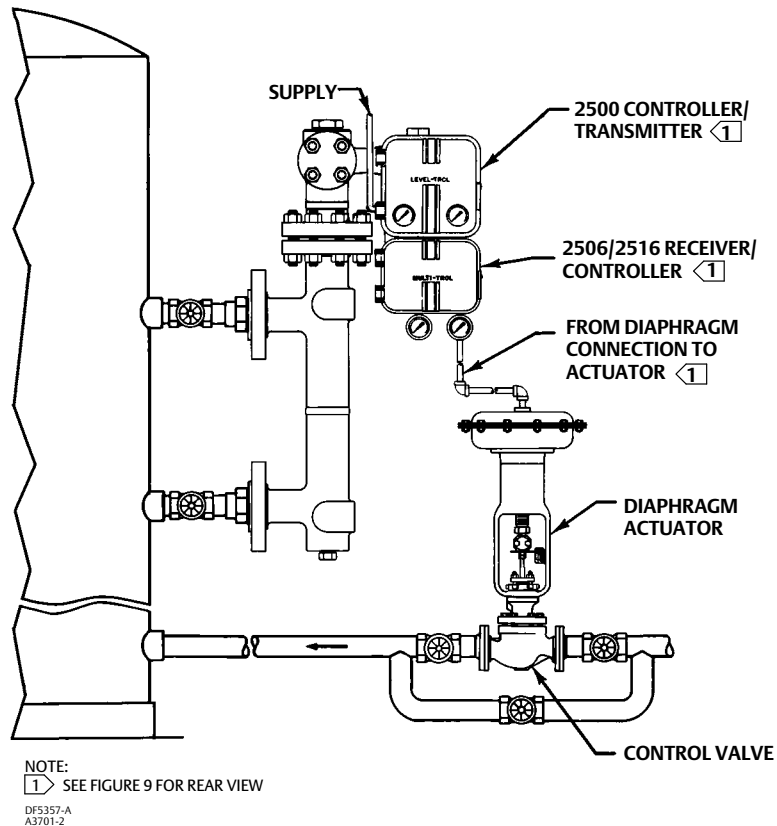 SUPPLY
2500 CONTROLLER/
TRANSMITTER 1
LEVEL-TROL
2506/2516 RECEIVER/
CONTROLLER 1
MULTI-TROL
FROM DIAPHRAGM
CONNECTION TO
ACTUATOR 1
DIAPHRAGM
ACTUATOR
CONTROL VALVE
NOTE:
1 SEE FIGURE 9 FOR REAR VIEW
DF5357-A
A3701-2